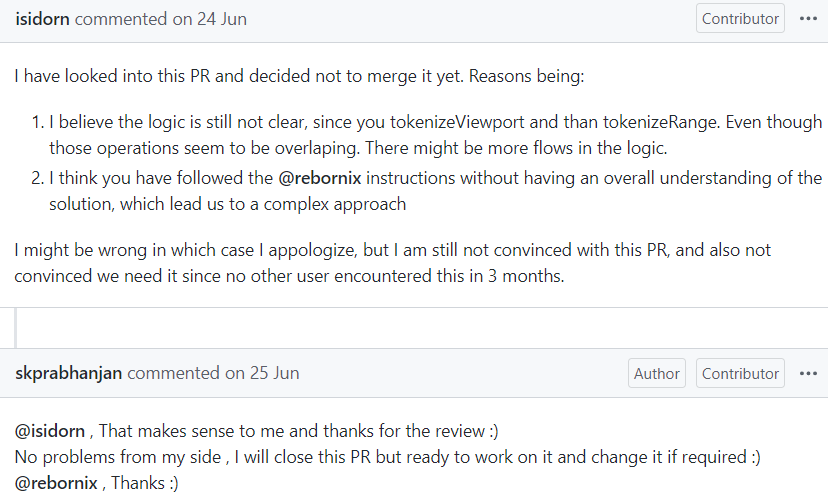 isidorn commented on 24 Jun
Contributor
I have looked into this PR and decided not to merge it yet. Reasons being:
1. I believe the logic is still not clear, since you tokenizeViewport and than tokenizeRange. Even though
those operations seem to be overlaping. There might be more flows in the logic.
2. I think you have followed the @rebornix instructions without having an overall understanding of the
solution, which lead us to a complex approach
I might be wrong in which case I appologize, but I am still not convinced with this PR, and also not
convinced we need it since no other user encountered this in 3 months.
skprabhanjan commented on 25 Jun
Author
Contributor
@isidorn , That makes sense to me and thanks for the review :)
No problems from my side , I will close this PR but ready to work on it and change it if required :)
@rebornix , Thanks :)